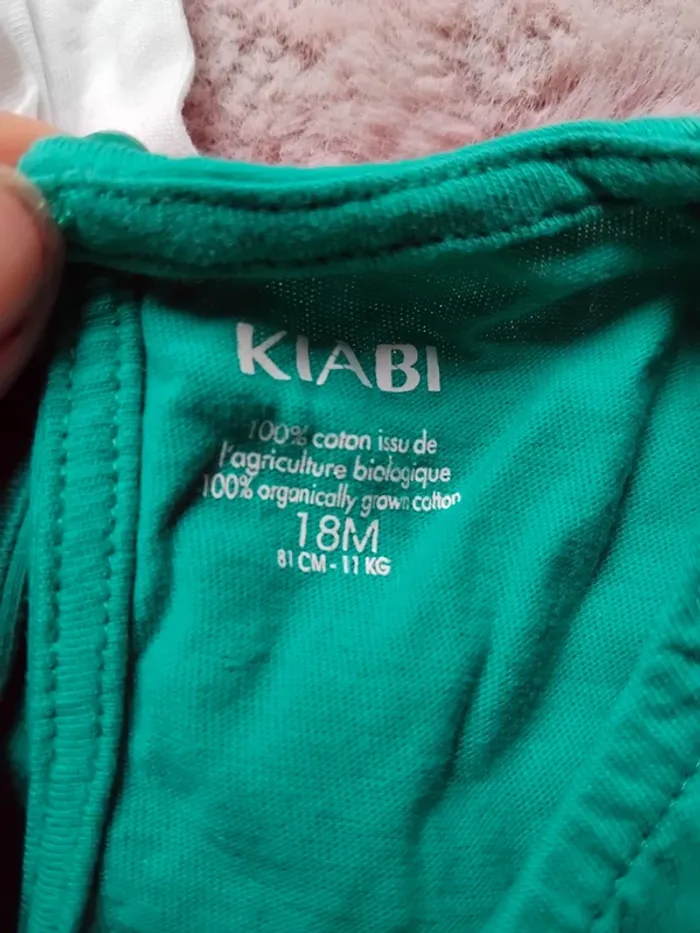 KIABI
100% coton issu de
l'agriculture biologique
100% organically grown cotton
18M
81 CM - 11 KG